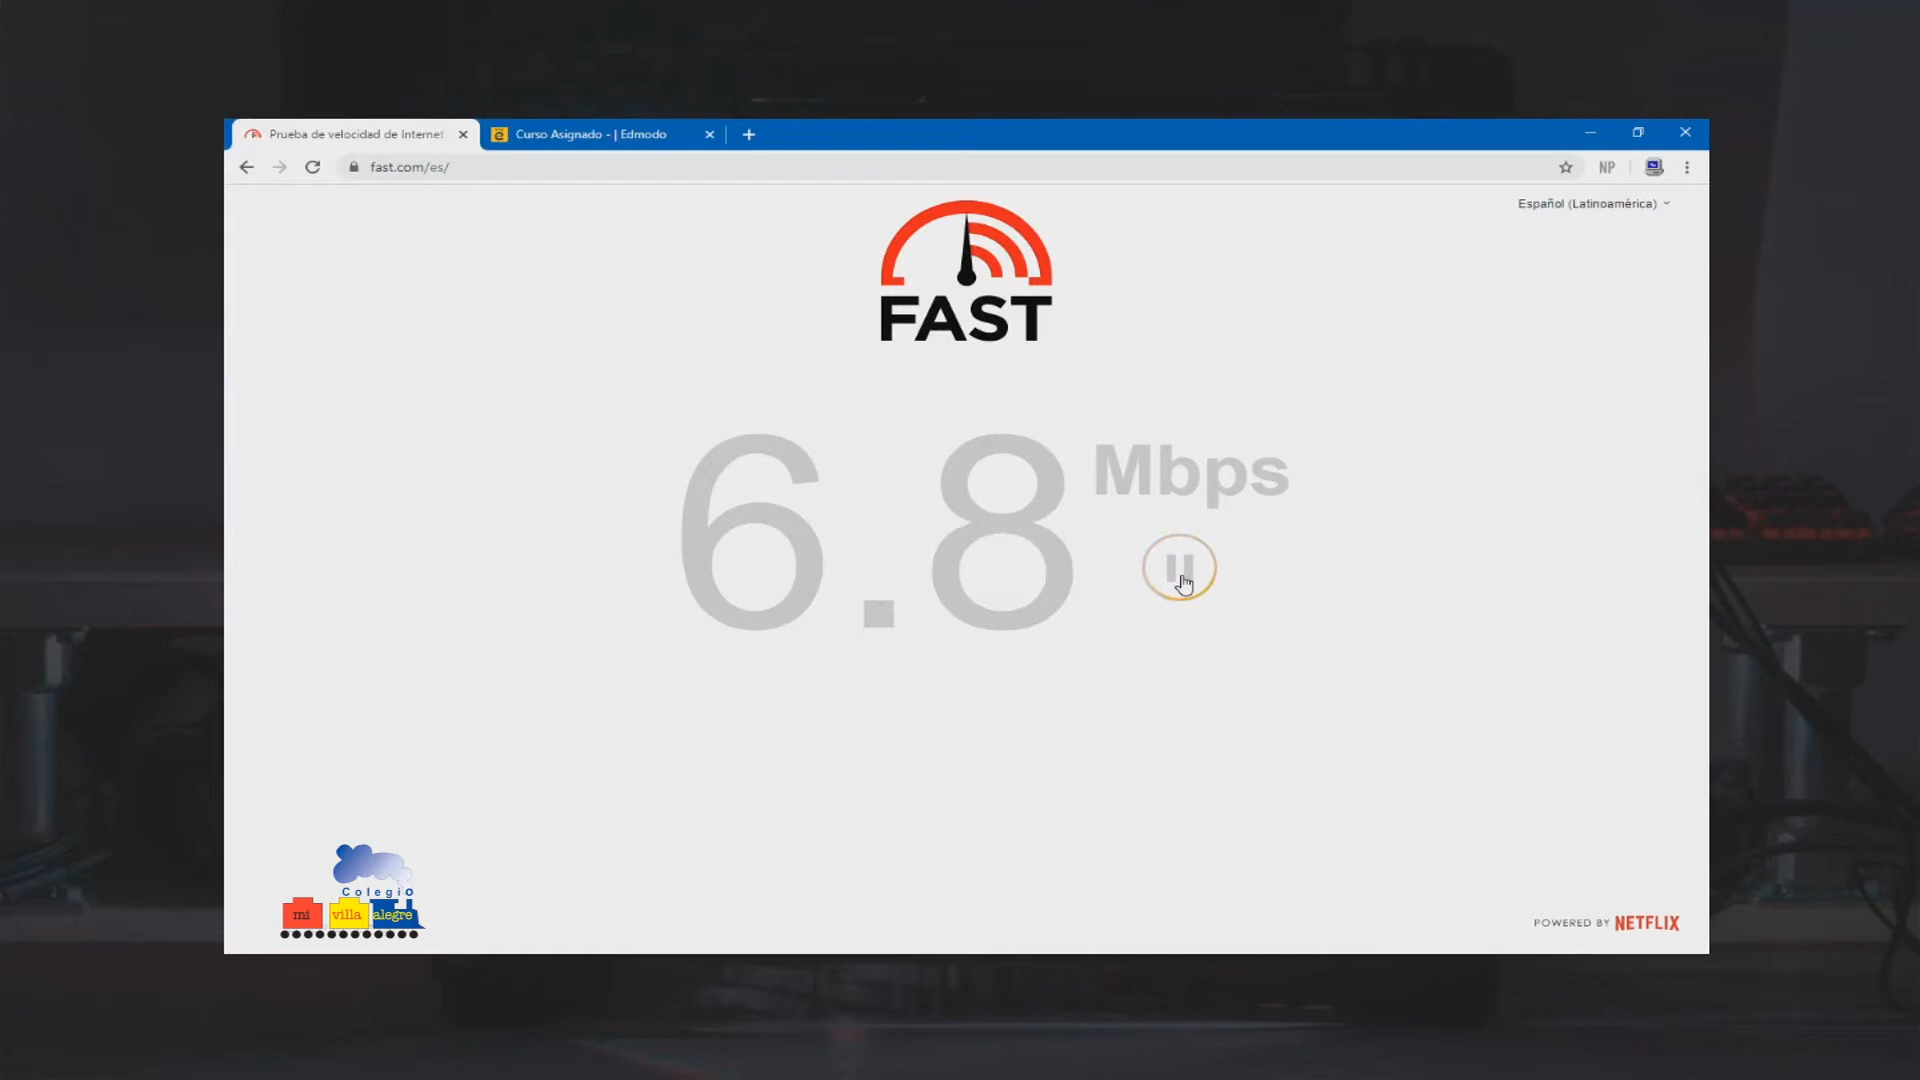 Prueba de velocidad de Internet
Curso Asignado - | Edmodo
fast.com/es/
NP
Español (Latinoamérica)
FAST
6.8 Mbps
Colegio
mi villa alegre
POWERED BY NETFLIX